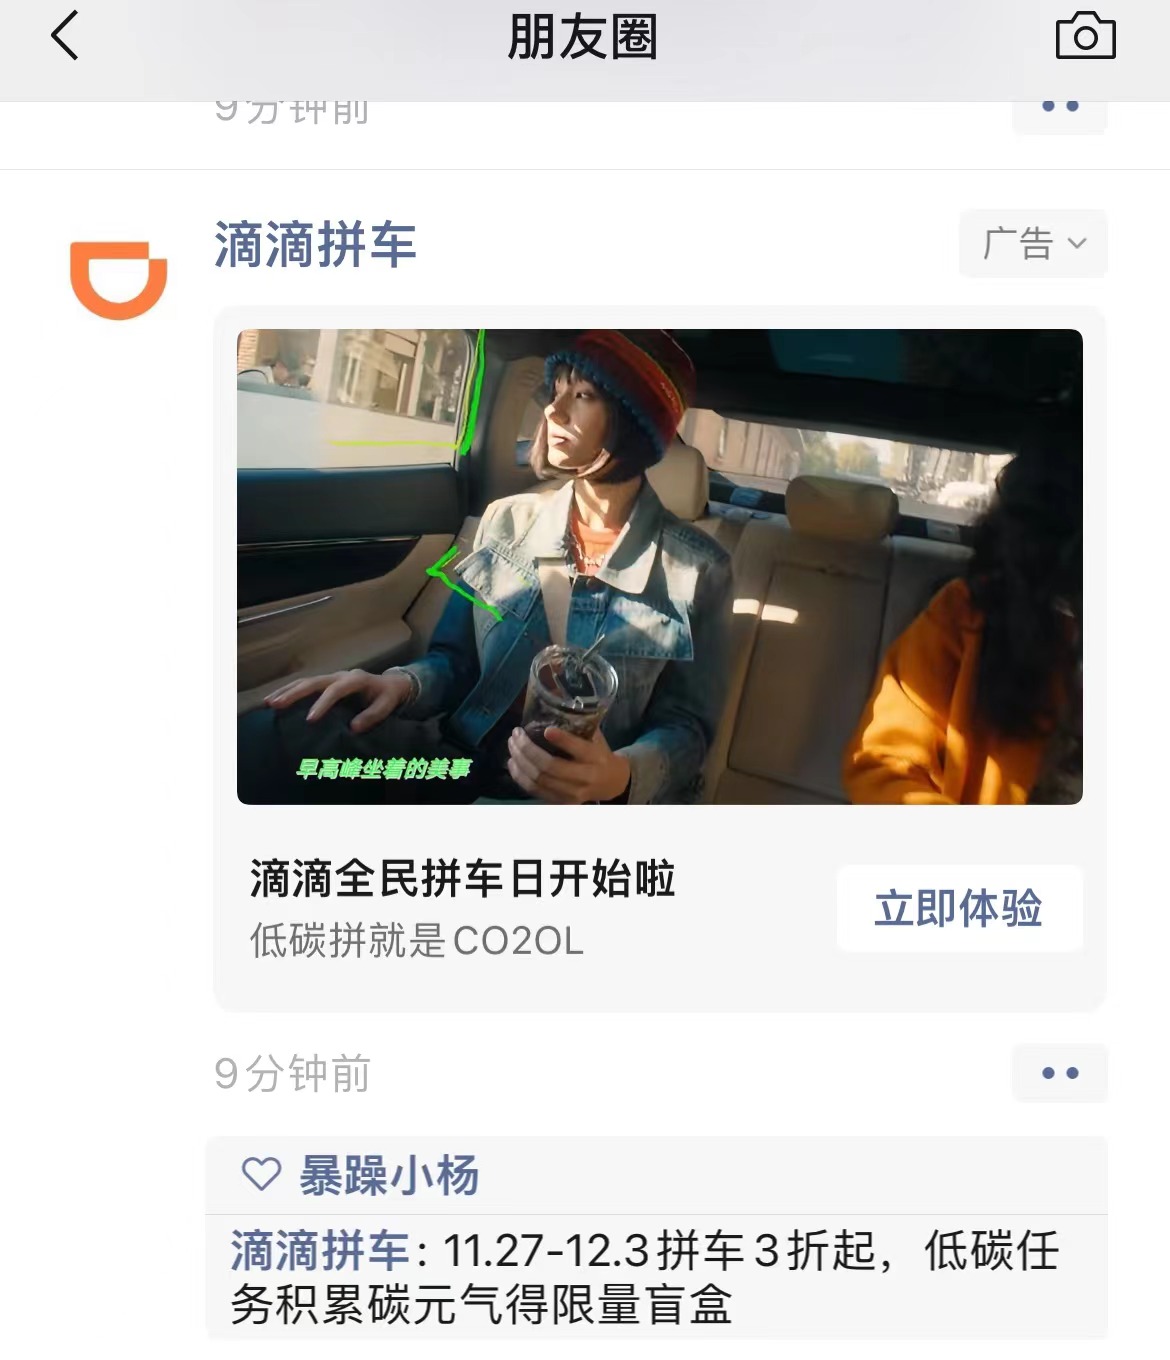 朋友圈
9分钟前
滴滴拼车
广告
早高峰坐着的美事
滴滴全民拼车日开始啦
低碳拼就是CO2OL
立即体验
9分钟前
暴躁小杨
滴滴拼车: 11.27-12.3拼车3折起，低碳任
务积累碳元气得限量盲盒